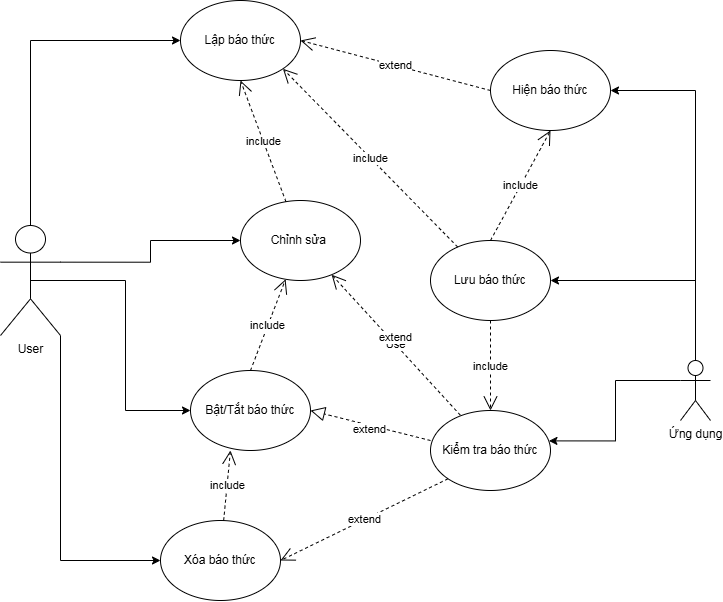 Lập báo thức
extend
Hiện báo thức
include
include
include
Chỉnh sửa
Lưu báo thức
include
extend
Use
User
include
Bật/Tắt báo thức
extend
Kiểm tra báo thức
Ứng dụng
include
extend
Xóa báo thức